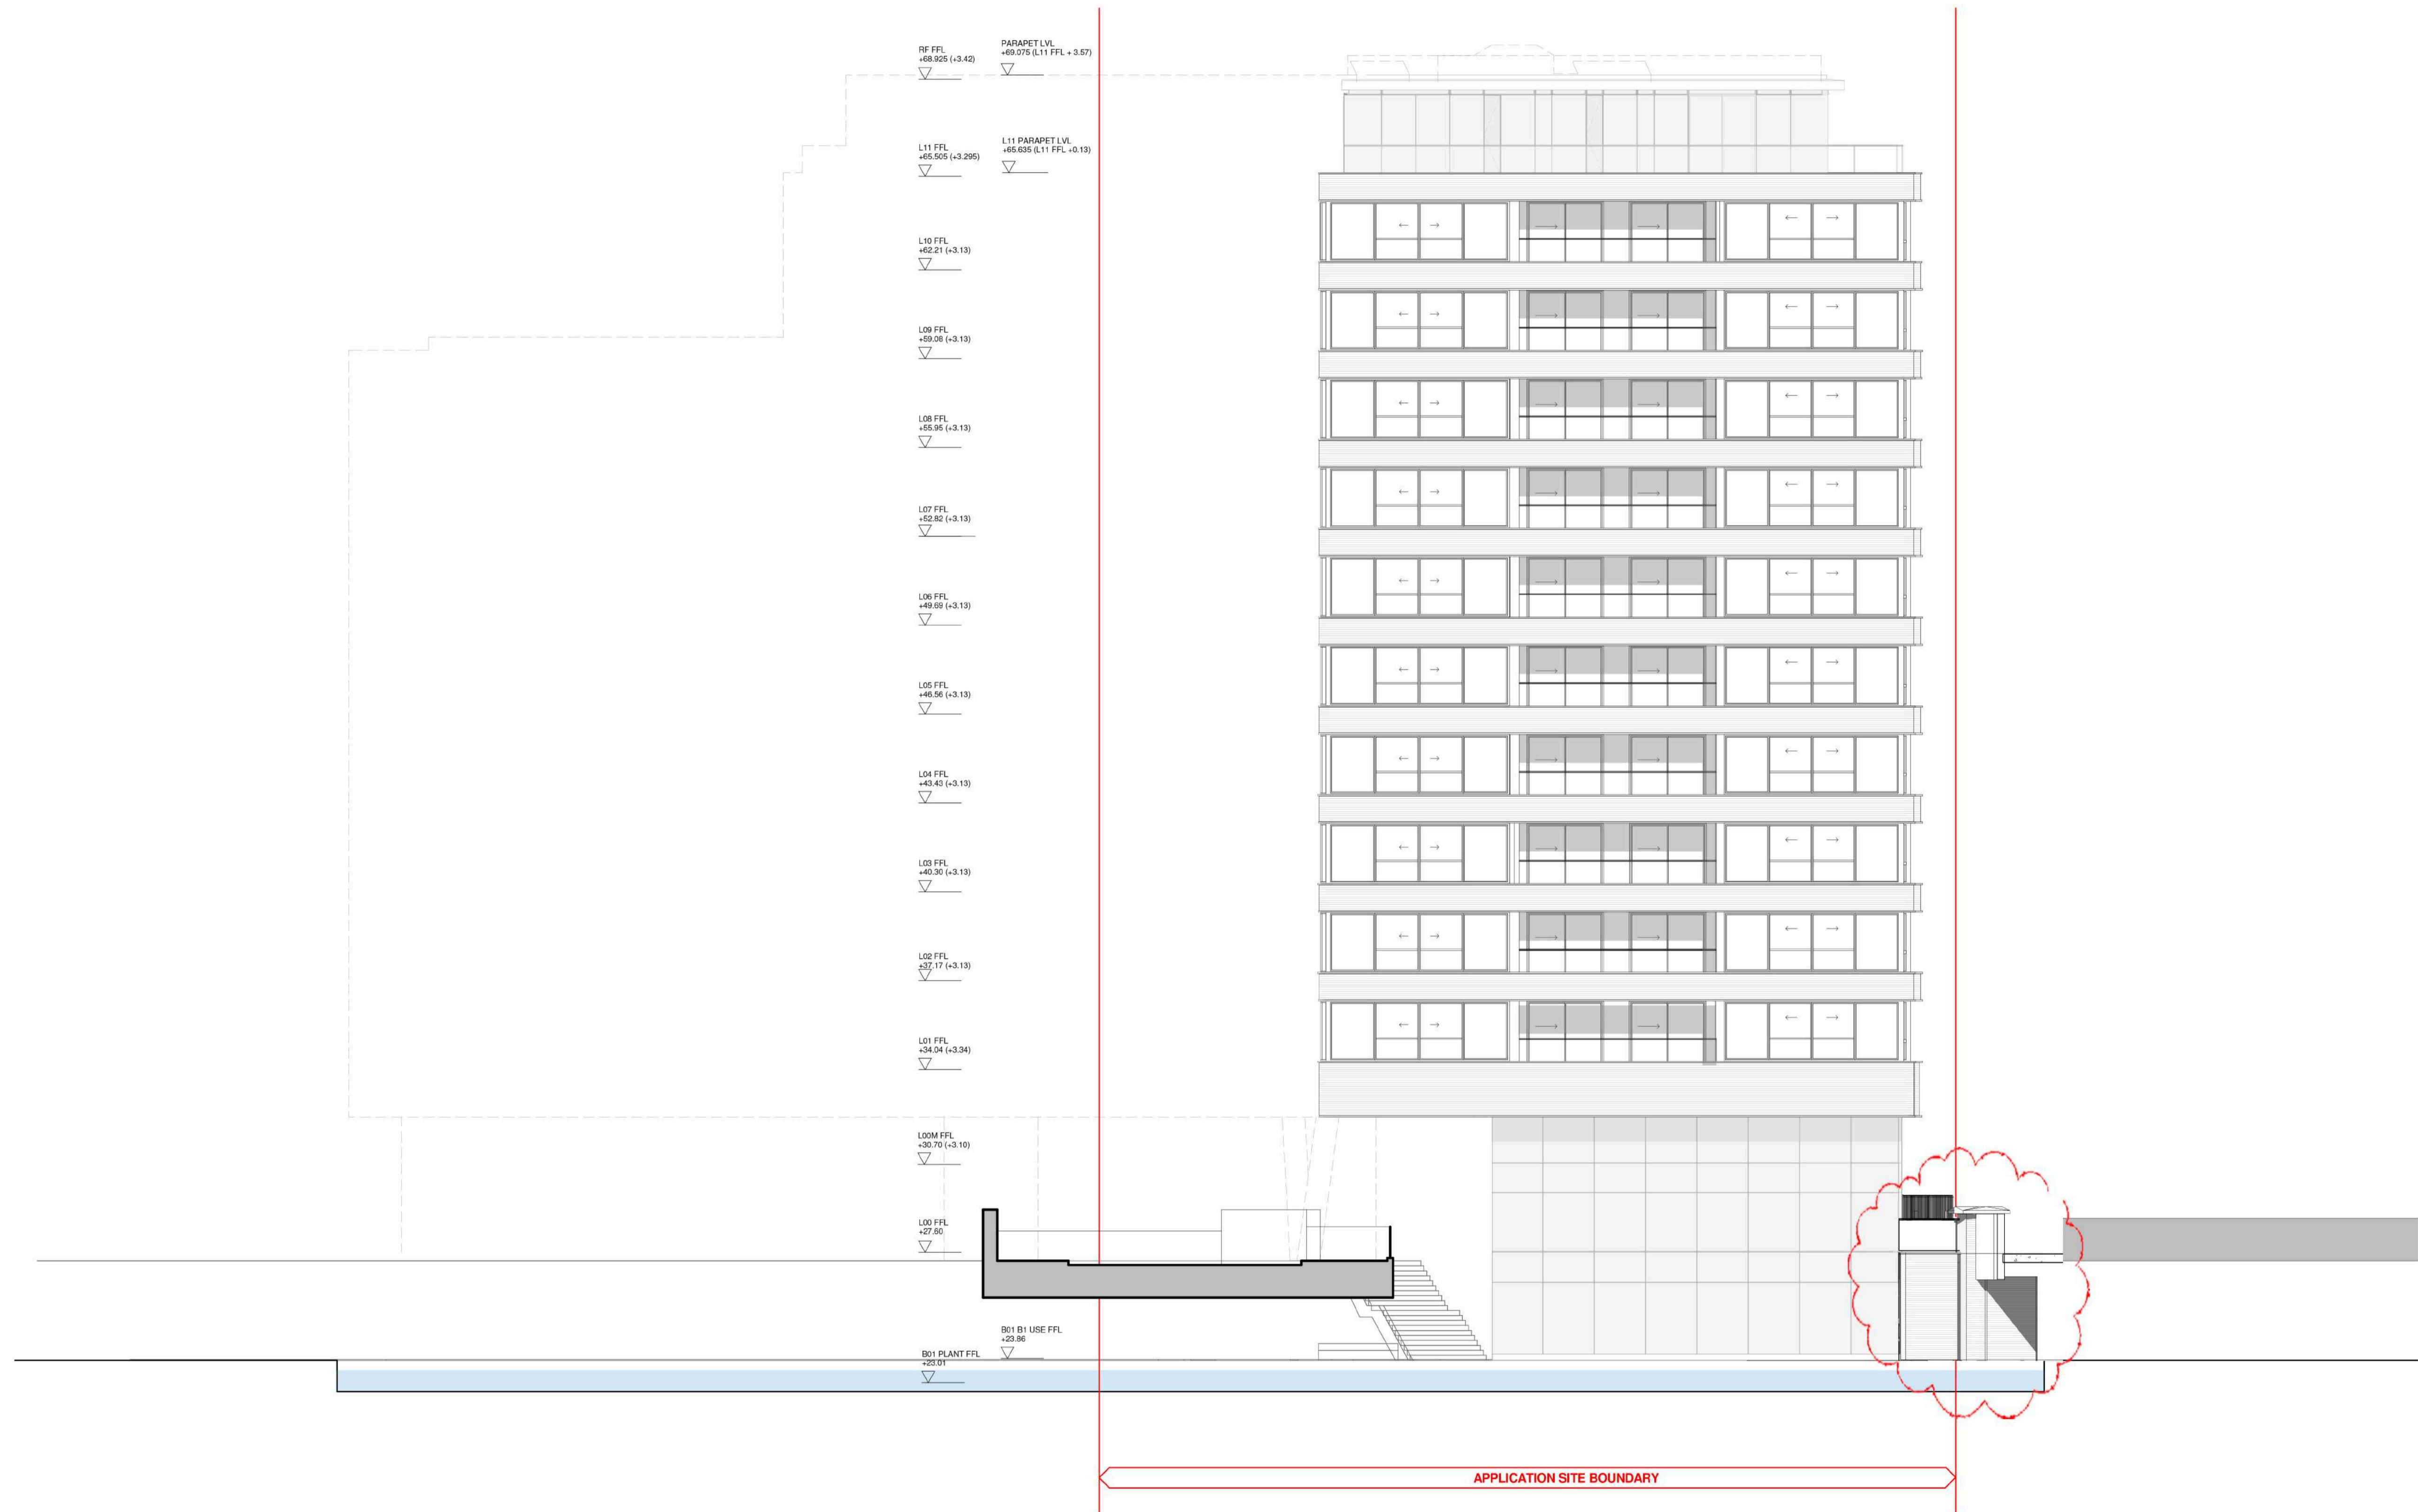 RF FFL
+68.925 (+3.42)
PARAPET LVL
+69.075 (L11 FFL + 3.57)
L11 FFL
+65.505 (+3.295)
L11 PARAPET LVL
+65.635 (L11 FFL +0.13)
L10 FFL
+62.21 (+3.13)
L09 FFL
+59.08 (+3.13)
L08 FFL
+55.95 (+3.13)
L07 FFL
+52.82 (+3.13)
L06 FFL
+49.69 (+3.13)
L05 FFL
+46.56 (+3.13)
L04 FFL
+43.43 (+3.13)
L03 FFL
+40.30 (+3.13)
L02 FFL
+37.17 (+3.13)
L01 FFL
+34.04 (+3.34)
L00M FFL
+30.70 (+3.10)
L00 FFL
+27.60
B01 B1 USE FFL
+23.86
B01 PLANT FFL
+23.01
APPLICATION SITE BOUNDARY